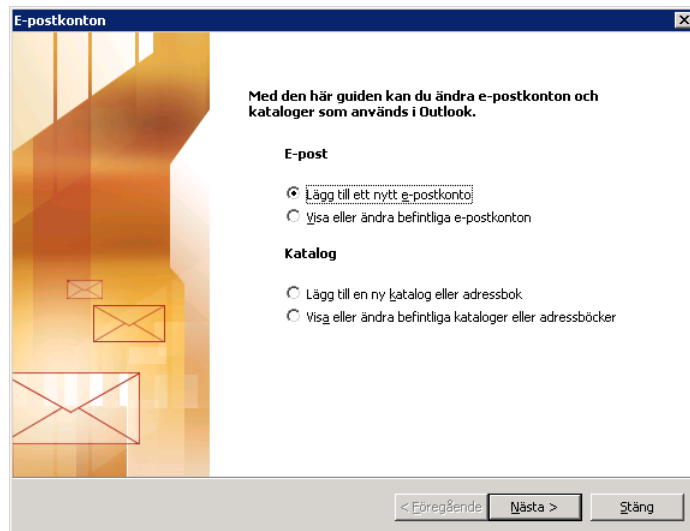 E-postkonton
Med den här guiden kan du ändra e-postkonton och
kataloger som används i Outlook.
E-post
Lägg till ett nytt e-postkonto
Visa eller ändra befintliga e-postkonton
Katalog
Lägg till en ny katalog eller adressbok
Visa eller ändra befintliga kataloger eller adressböcker
< Föregående
Nästa >
Stäng